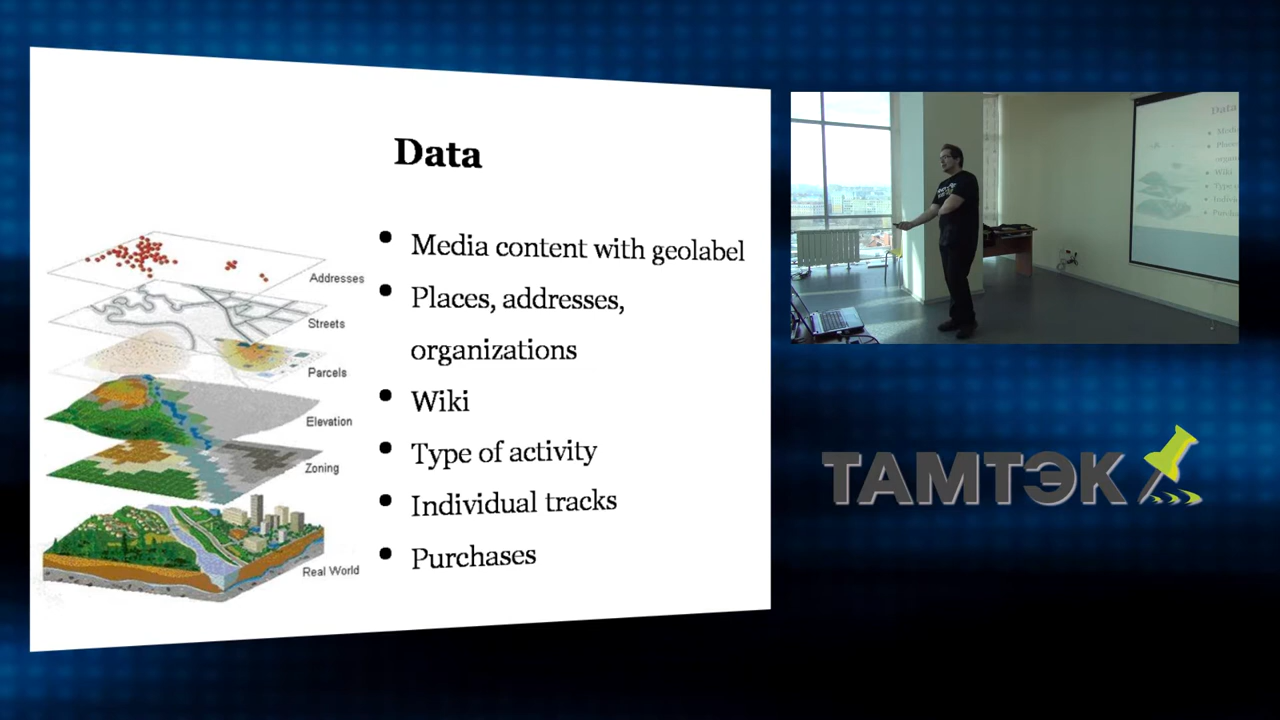 Data
Media content with geolabel
Places, addresses,
organizations
Wiki
Type of activity
Individual tracks
Purchases
Addresses
Streets
Parcels
Elevation
Zoning
Real World
ТАМТЭК